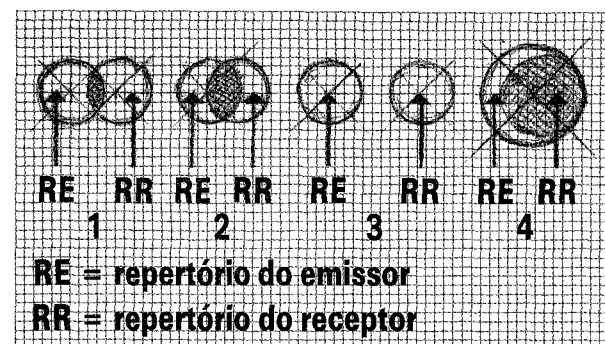 RE RR RE RR RE RR RE RR
1 2 3 4
RE = repertório do emissor
RR = repertório do receptor